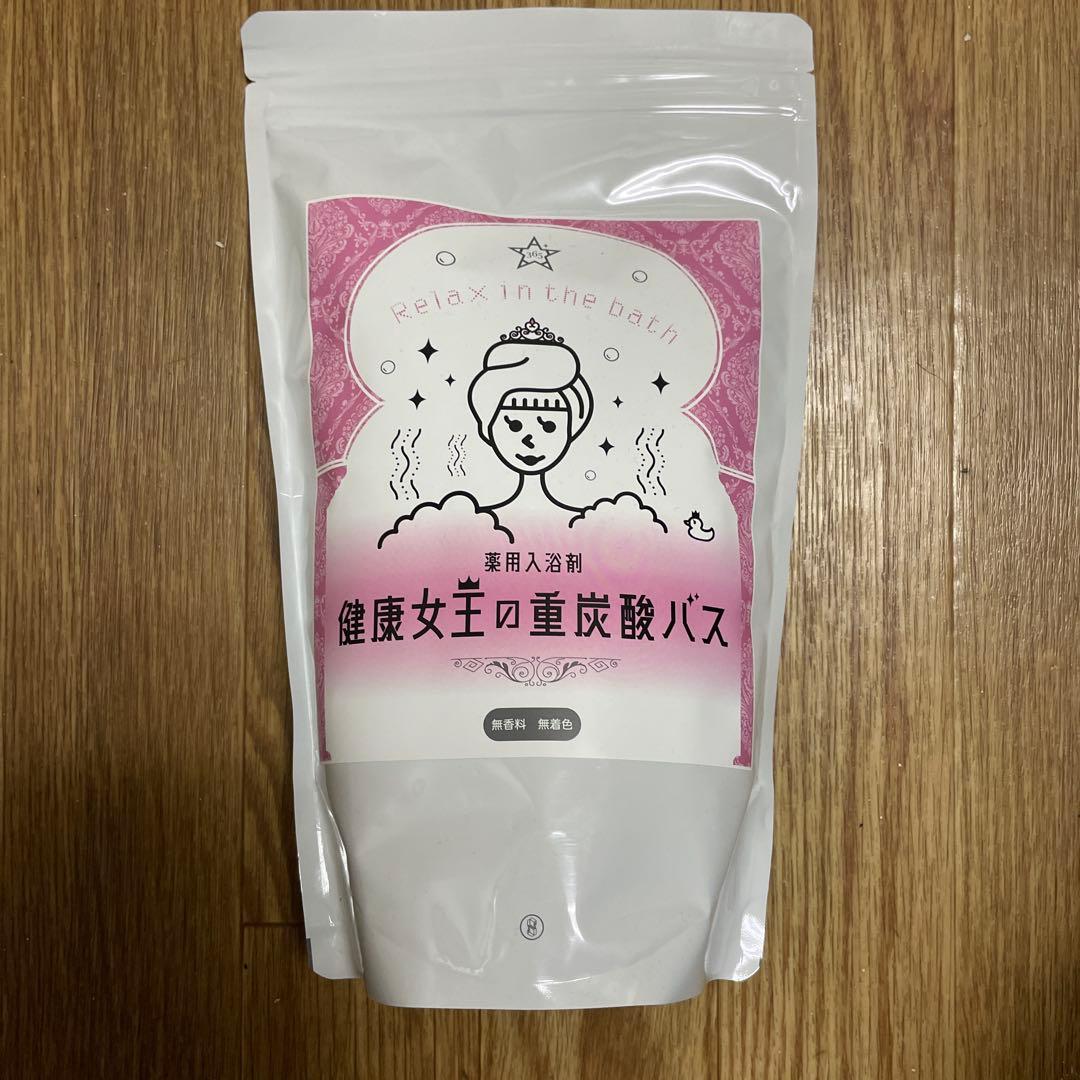 365
Relax in the bath
薬用入浴剤
健康女王の重炭酸バス
無香料 無着色